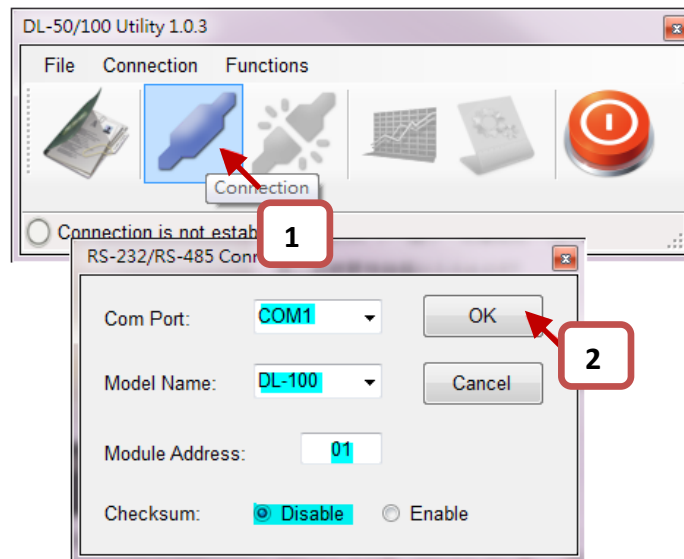 DL-50/100 Utility 1.0.3
File Connection Functions
Connection
Connection is not estab
1
RS-232/RS-485 Con
Com Port: COM1 OK
2
Model Name: DL-100 Cancel
Module Address: 01
Checksum: Disable Enable